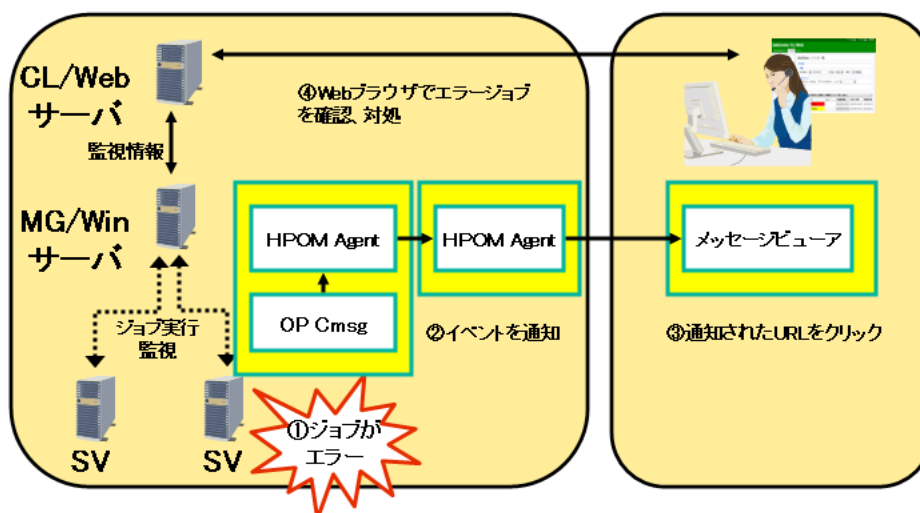 CL/Web
サーバ
④Webブラウザでエラージョブ
を確認、対処
監視情報
MG/Win
サーバ
HPOM Agent
HPOM Agent
メッセージビューア
OP Cmsg
ジョブ実行
監視
②イベントを通知
③通知されたURLをクリック
①ジョブが
エラー
SV
SV